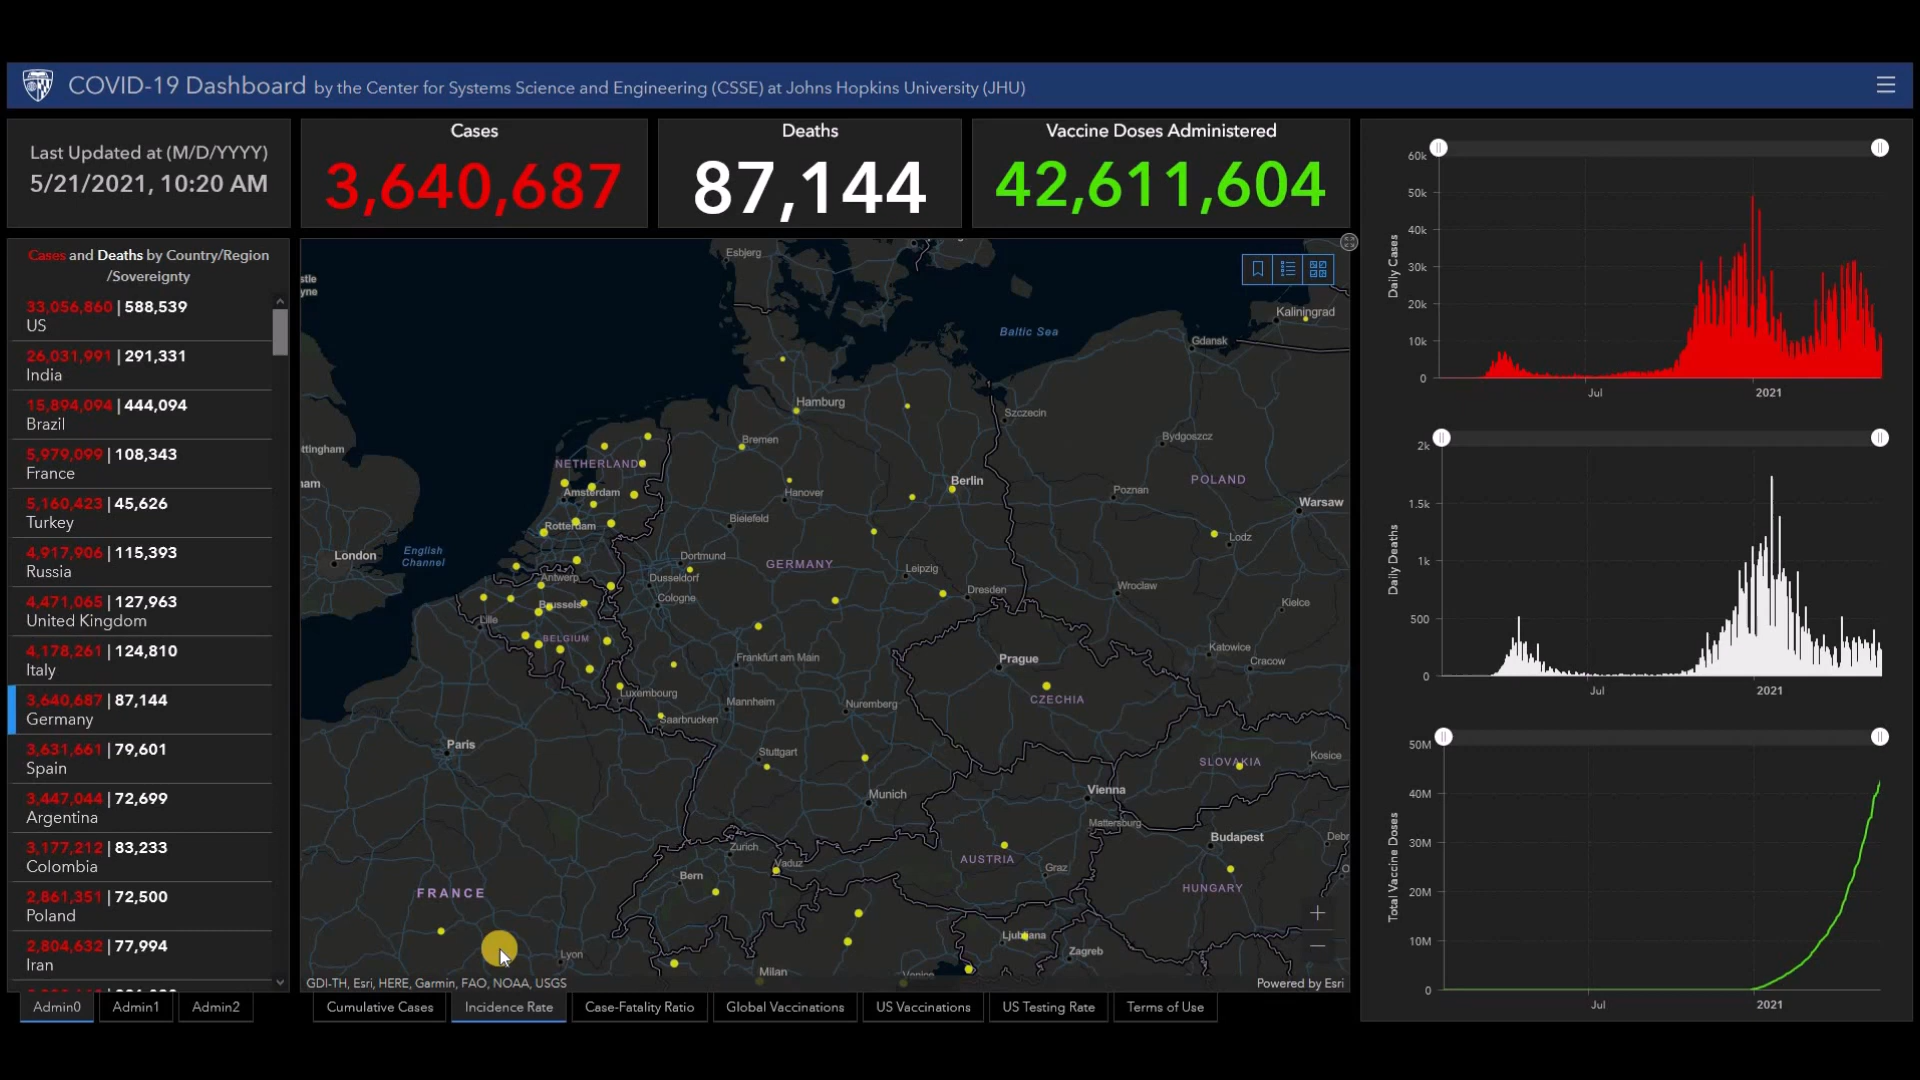 COVID-19 Dashboard by the Center for Systems Science and Engineering (CSSE) at Johns Hopkins University (JHU)
Last Updated at (M/D/YYYY)
5/21/2021, 10:20 AM
Cases
3,640,687
Deaths
87,144
Vaccine Doses Administered
42,611,604
Cases and Deaths by Country/Region
/Sovereignty
33,056,860 | 588,539
US
26,031,991 | 291,331
India
15,894,094 | 444,094
Brazil
5,979,099 | 108,343
France
5,160,423 | 45,626
Turkey
4,917,906 | 115,393
Russia
4,471,065 | 127,963
United Kingdom
4,178,261 | 124,810
Italy
3,640,687 | 87,144
Germany
3,631,661 | 79,601
Spain
3,447,044 | 72,699
Argentina
3,177,212 | 83,233
Colombia
2,861,351 | 72,500
Poland
2,804,632 | 77,994
Iran
Admin0
Admin1
Admin2
Esbjerg
stle
yne
Kaliningrad
Baltic Sea
Gdansk
Hamburg
Szczecin
Bremen
Bydgoszcz
ttingham
NETHERLAND
am
Berlin
POLAND
Amsterdam
Hanover
Poznan
Warsaw
Rotterdam
Bielefeld
Lodz
London
English
Channel
Dortmund
GERMANY
Leipzig
Antwerp
Dusseldorf
Dresden
Wroclaw
Brussels
Cologne
Kielce
Lille
BELGIUM
Katowice
Frankfurt am Main
Prague
Cracow
Luxembourg
Mannheim
Nuremberg
CZECHIA
Saarbrucken
Paris
Stuttgart
SLOVAKIA
Kosice
Munich
Vienna
Mattersburg
Budapest
Debr
Zurich
Vaduz
AUSTRIA
Graz
Bern
HUNGARY
FRANCE
Ljubljana
Zagreb
Lyon
Milan
Venice
GDI-TH, Esri, HERE, Garmin, FAO, NOAA, USGS
Powered by Esri
Cumulative Cases
Incidence Rate
Case-Fatality Ratio
Global Vaccinations
US Vaccinations
US Testing Rate
Terms of Use
Daily Cases
60k
50k
40k
30k
20k
10k
0
Jul
2021
Daily Deaths
2k
1.5k
1k
500
0
Jul
2021
Total Vaccine Doses
50M
40M
30M
20M
10M
0
Jul
2021